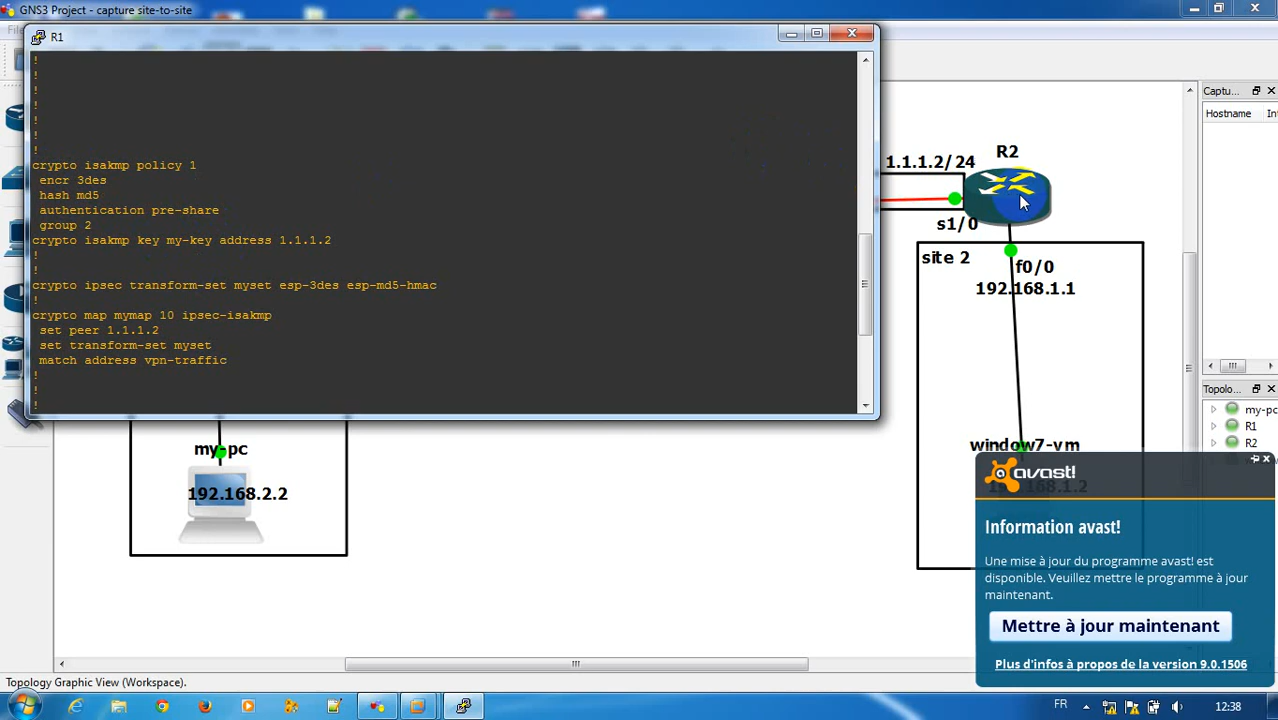 GNS3 Project - capture site-to-site
R1
!
!
!
!
!
!
!
crypto isakmp policy 1
 encr 3des
 hash md5
 authentication pre-share
 group 2
crypto isakmp key my-key address 1.1.1.2
!
!
crypto ipsec transform-set myset esp-3des esp-md5-hmac
!
crypto map mymap 10 ipsec-isakmp
 set peer 1.1.1.2
 set transform-set myset
 match address vpn-traffic
!
!
!
1.1.1.2/24
R2
s1/0
site 2
f0/0
192.168.1.1
window7-vm
192.168.1.2
my-pc
192.168.2.2
Captu...
Hostname
Int
Topolo...
my-pc
R1
R2
avast!
Information avast!
Une mise à jour du programme avast! est
disponible. Veuillez mettre le programme à jour
maintenant.
Mettre à jour maintenant
Plus d'infos à propos de la version 9.0.1506
Topology Graphic View (Workspace).
FR
12:38